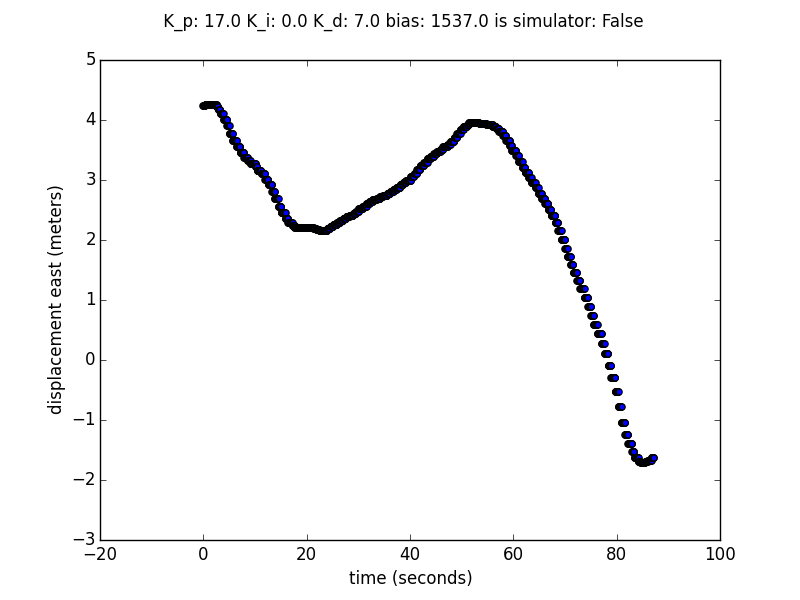 K_p: 17.0 K_i: 0.0 K_d: 7.0 bias: 1537.0 is simulator: False
5
4
3
2
1
0
−1
−2
−3
displacement east (meters)
−20 0 20 40 60 80 100
time (seconds)